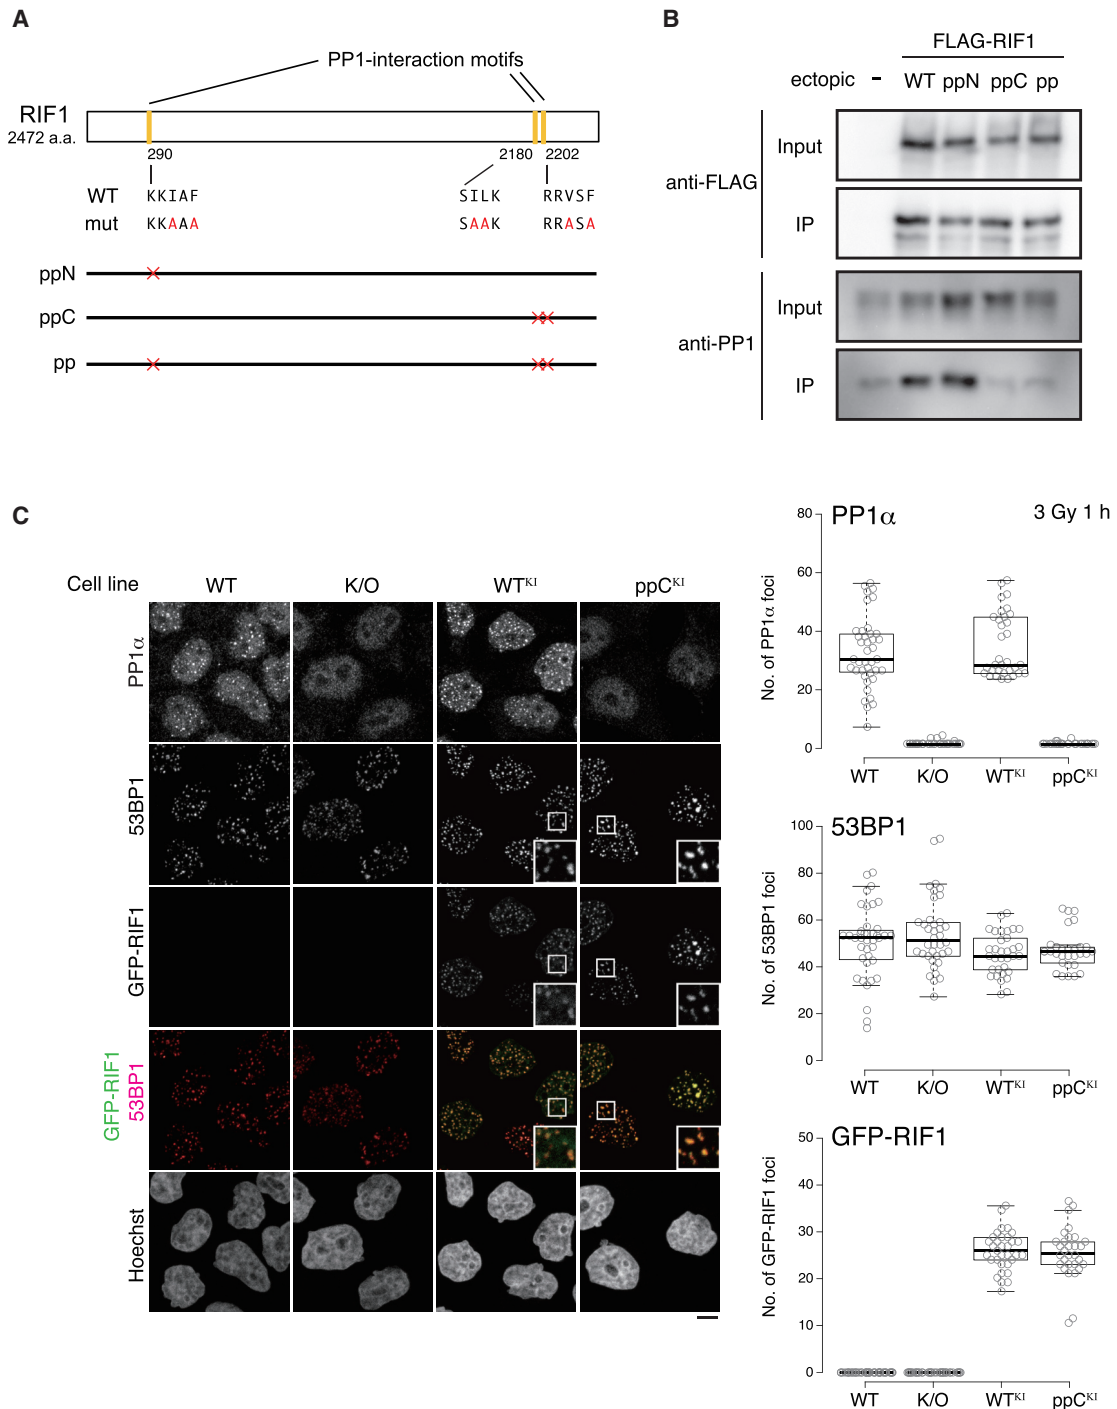 A
PP1-interaction motifs
RIF1
2472 a.a.
290
2180
2202
WT KKIAF SILK RRVSF
mut KKAAA SAAK RRASA
ppN
ppC
pp
B
FLAG-RIF1
ectopic - WT ppN ppC pp
anti-FLAG
Input
IP
anti-PP1
Input
IP
C
Cell line WT K/O WTKI ppCKI
PP1α
53BP1
GFP-RIF1
GFP-RIF1
53BP1
Hoechst
PP1α
3 Gy 1 h
No. of PP1α foci
80
60
40
20
0
WT K/O WTKI ppCKI
53BP1
No. of 53BP1 foci
100
80
60
40
20
0
WT K/O WTKI ppCKI
GFP-RIF1
No. of GFP-RIF1 foci
50
40
30
20
10
0
WT K/O WTKI ppCKI